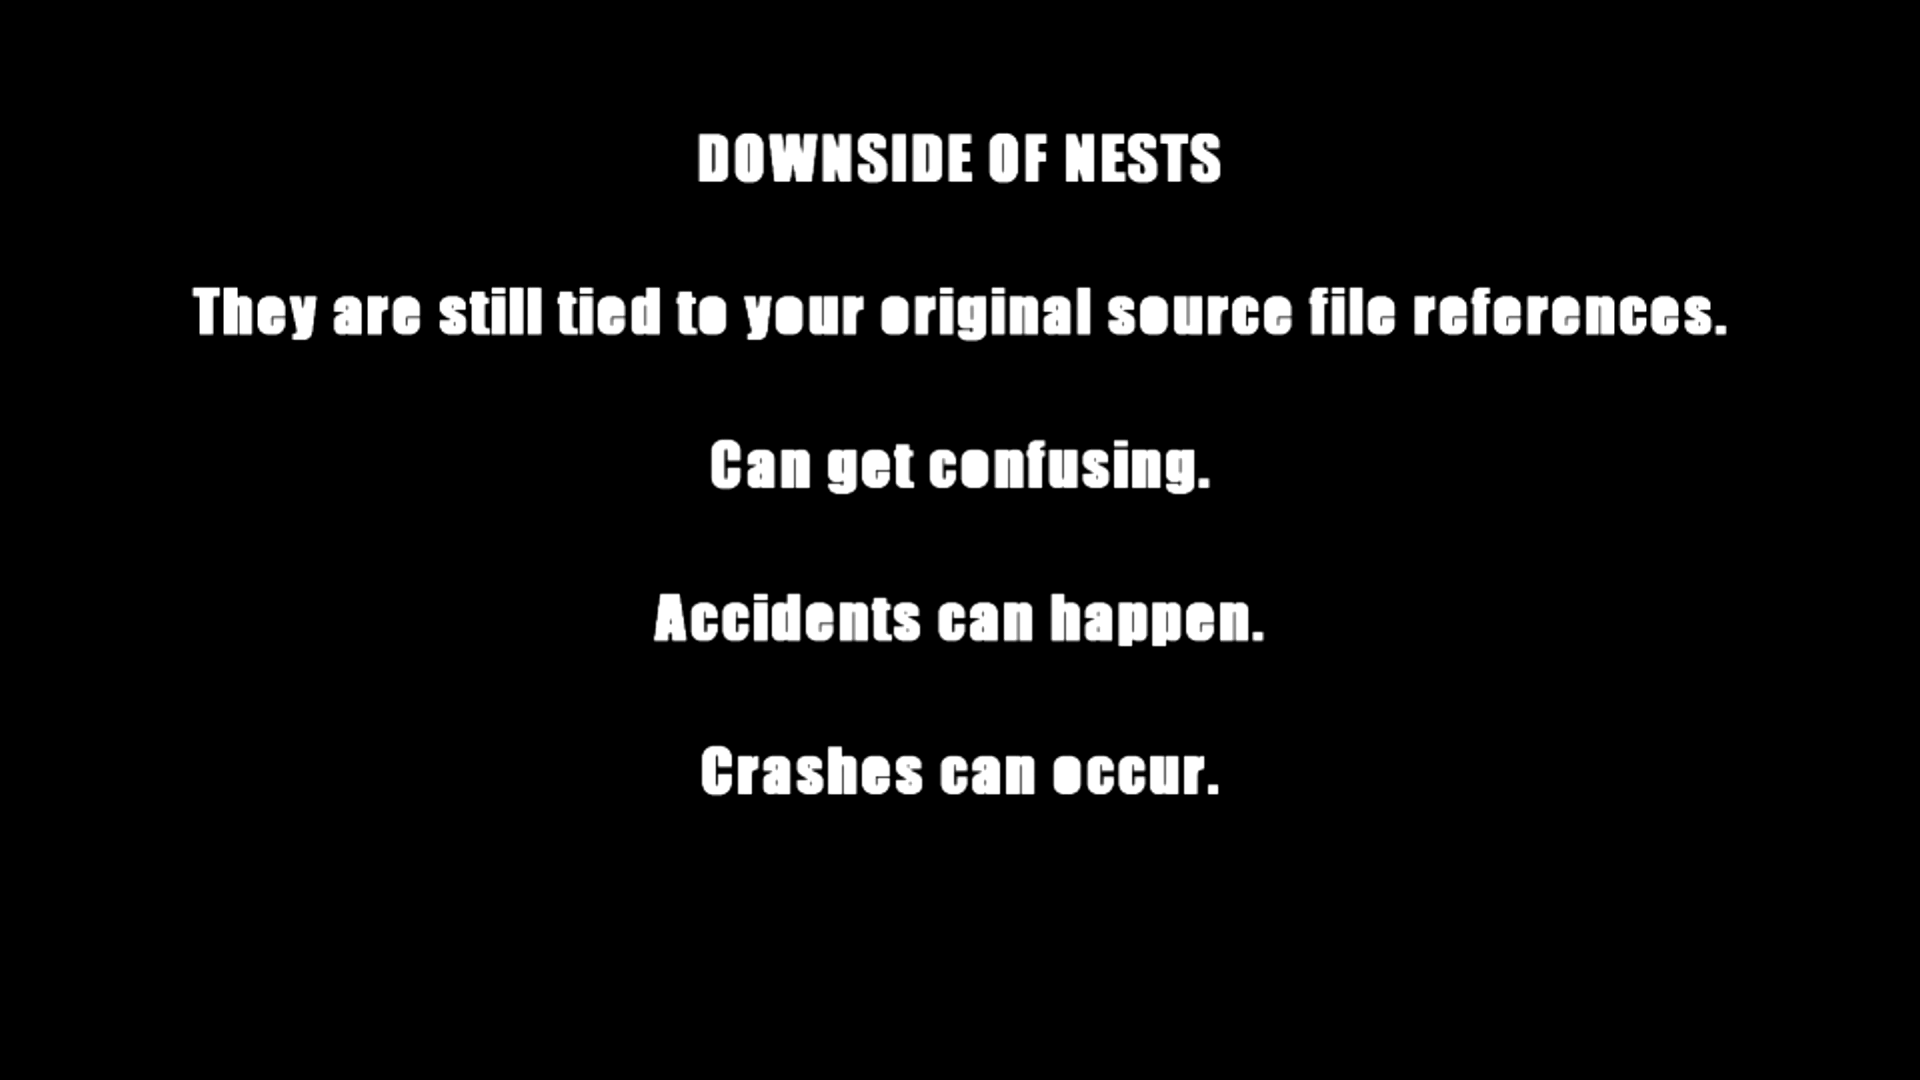 DOWNSIDE OF NESTS
They are still tied to your original source file references.
Can get confusing.
Accidents can happen.
Crashes can occur.